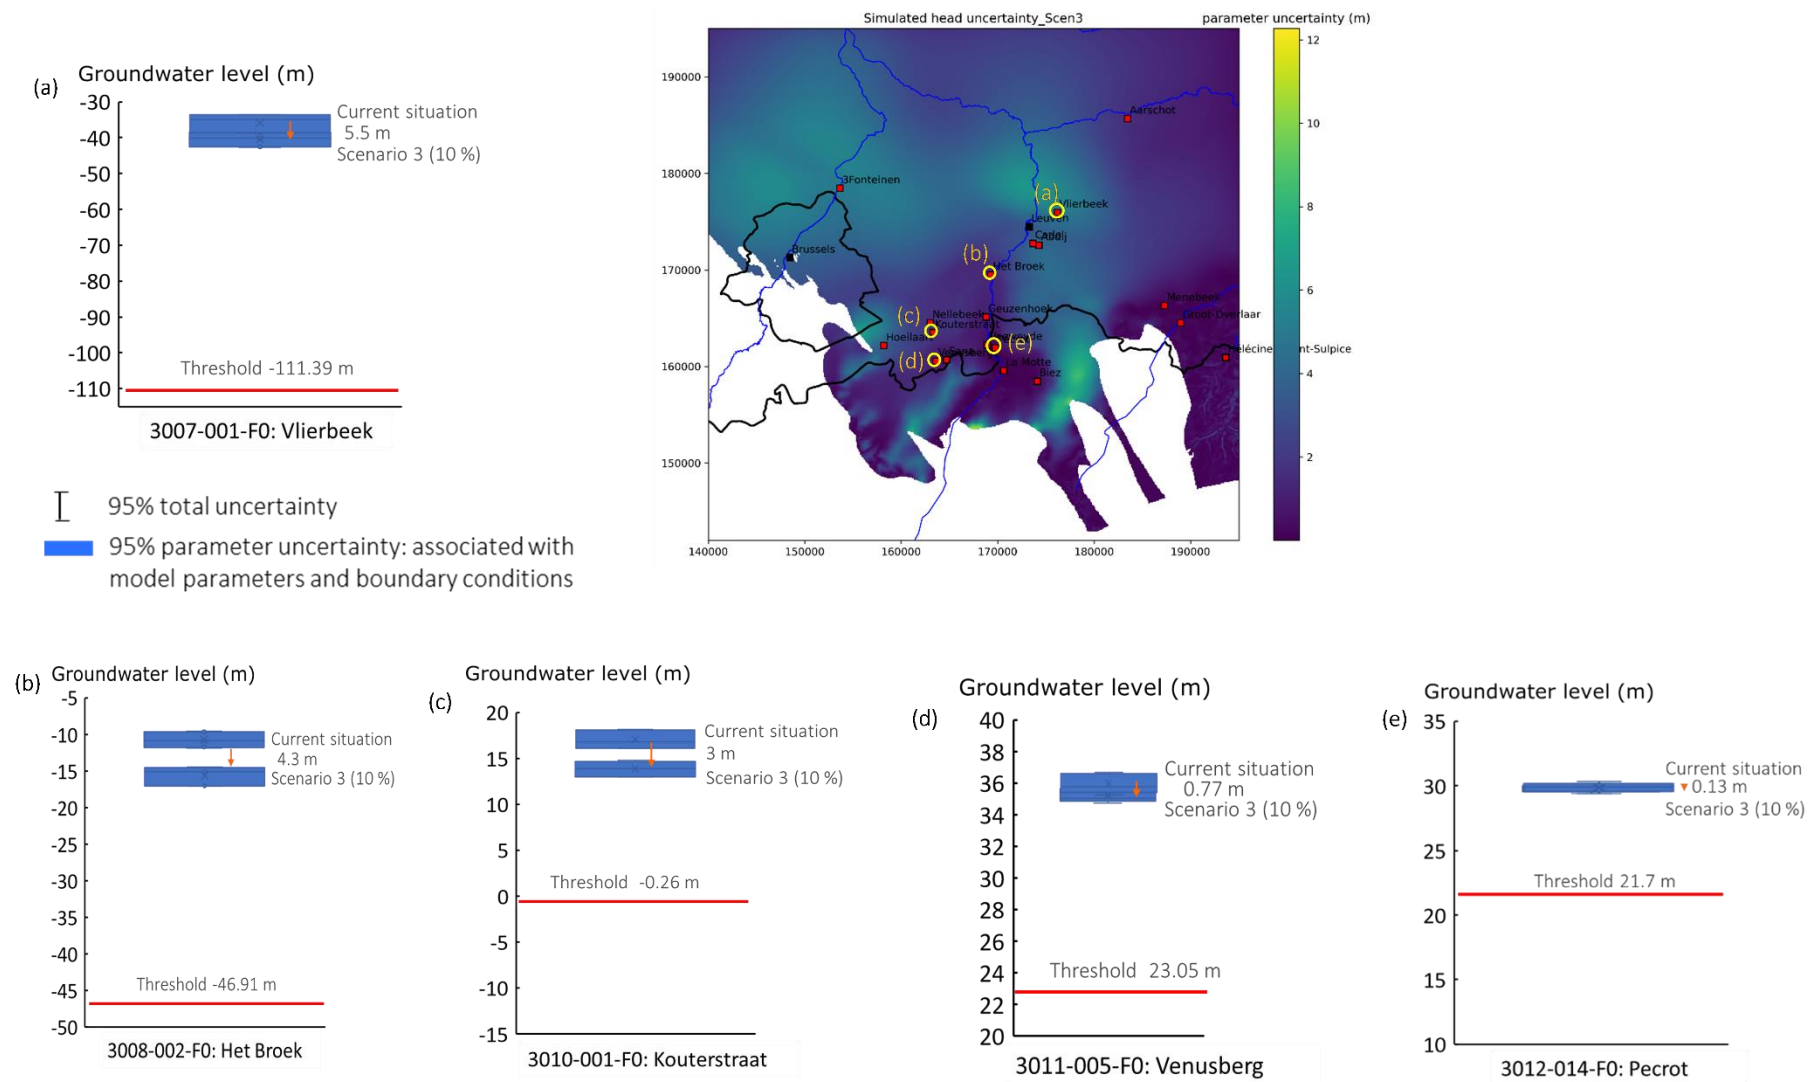 Simulated head uncertainty_Scen3
parameter uncertainty (m)
(a)
Groundwater level (m)
-30
-40
-50
-60
-70
-80
-90
-100
-110
Current situation
5.5 m
Scenario 3 (10 %)
Threshold -111.39 m
3007-001-F0: Vlierbeek
95% total uncertainty
95% parameter uncertainty: associated with
model parameters and boundary conditions
190000
180000
170000
160000
150000
140000
150000
160000
170000
180000
190000
12
10
8
6
4
2
Aarschot
3Fonteinen
(a)
Vlierbeek
Leuven
Brussels
(b)
Het Broek
Menebeek
Groot-Overlaar
(c)
Nellebeek
Geuzenhoek
Kouterstraat
Hoeilaart
(d)
(e)
La Motte
Biez
(b)
Groundwater level (m)
-5
-10
-15
-20
-25
-30
-35
-40
-45
-50
Current situation
4.3 m
Scenario 3 (10 %)
Threshold -46.91 m
3008-002-F0: Het Broek
(c)
Groundwater level (m)
20
15
10
5
0
-5
-10
-15
Current situation
3 m
Scenario 3 (10 %)
Threshold -0.26 m
3010-001-F0: Kouterstraat
(d)
Groundwater level (m)
40
38
36
34
32
30
28
26
24
22
20
Current situation
0.77 m
Scenario 3 (10 %)
Threshold 23.05 m
3011-005-F0: Venusberg
(e)
Groundwater level (m)
35
30
25
20
15
10
Current situation
0.13 m
Scenario 3 (10 %)
Threshold 21.7 m
3012-014-F0: Pecrot